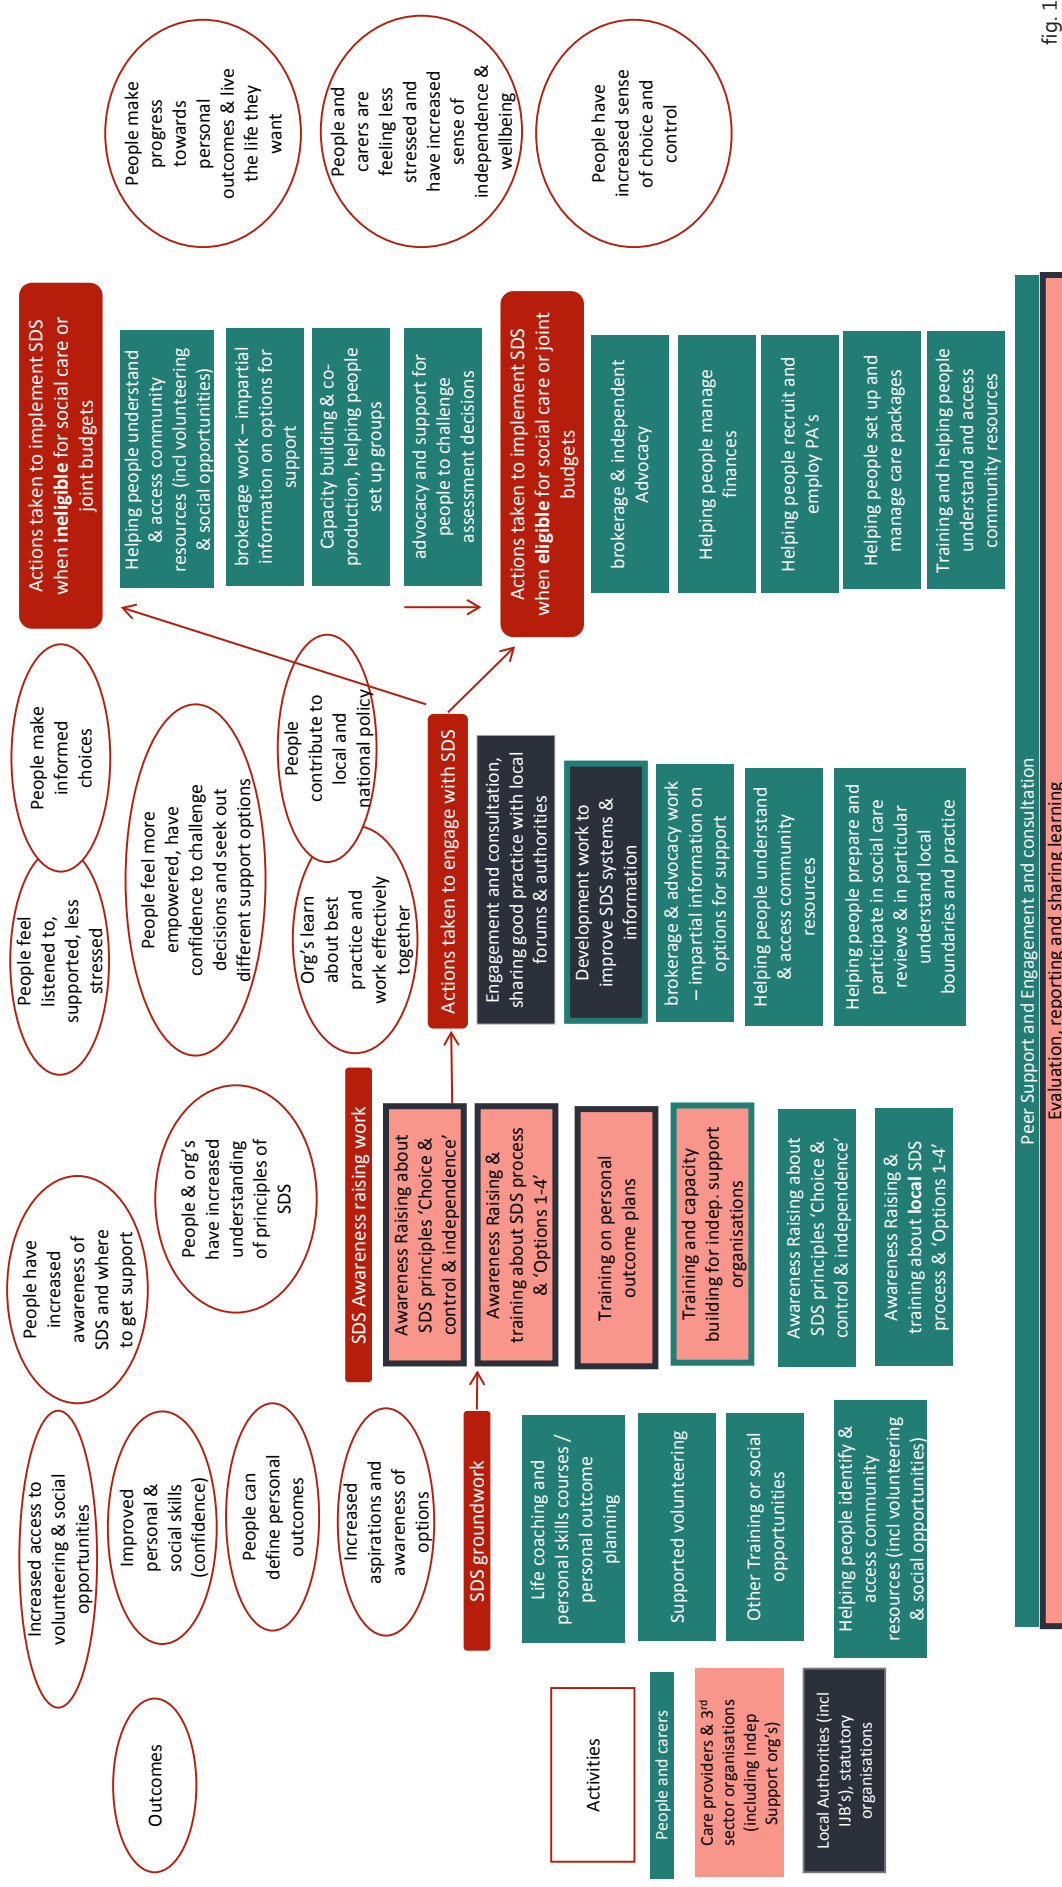 Outcomes
Increased access to
volunteering & social
opportunities
Improved
personal &
social skills
(confidence)
People can
define personal
outcomes
Increased
aspirations and
awareness of
options
People have
increased
awareness of
SDS and where
to get support
People & org's
have increased
understanding
of principles of
SDS
People feel
listened to,
supported, less
stressed
People make
informed
choices
People feel more
empowered, have
confidence to challenge
decisions and seek out
different support options
Org's learn
about best
practice and
work effectively
together
People
contribute to
local and
national policy
People make
progress
towards
personal
outcomes & live
the life they
want
People and
carers are
feeling less
stressed and
have increased
sense of
independence &
wellbeing
People have
increased sense
of choice and
control
Activities
People and carers
Care providers & 3rd
sector organisations
(including Indep
Support org's)
Local Authorities (incl
IJB's), statutory
organisations
SDS groundwork
Life coaching and
personal skills courses /
personal outcome
planning
Supported volunteering
Other Training or social
opportunities
Helping people identify &
access community
resources (incl volunteering
& social opportunities)
SDS Awareness raising work
Awareness Raising about
SDS principles 'Choice &
control & independence'
Awareness Raising &
training about SDS process
& 'Options 1-4'
Training on personal
outcome plans
Training and capacity
building for indep. support
organisations
Awareness Raising about
SDS principles 'Choice &
control & independence'
Awareness Raising &
training about local SDS
process & 'Options 1-4'
Actions taken to engage with SDS
Engagement and consultation,
sharing good practice with local
forums & authorities
Development work to
improve SDS systems &
information
brokerage & advocacy work
– impartial information on
options for support
Helping people understand
& access community
resources
Helping people prepare and
participate in social care
reviews & in particular
understand local
boundaries and practice
Actions taken to implement SDS
when ineligible for social care or
joint budgets
Helping people understand
& access community
resources (incl volunteering
& social opportunities)
brokerage work – impartial
information on options for
support
Capacity building & co-
production, helping people
set up groups
advocacy and support for
people to challenge
assessment decisions
Actions taken to implement SDS
when eligible for social care or joint
budgets
brokerage & independent
Advocacy
Helping people manage
finances
Helping people recruit and
employ PA's
Helping people set up and
manage care packages
Training and helping people
understand and access
community resources
Peer Support and Engagement and consultation
Evaluation, reporting and sharing learning
fig. 1